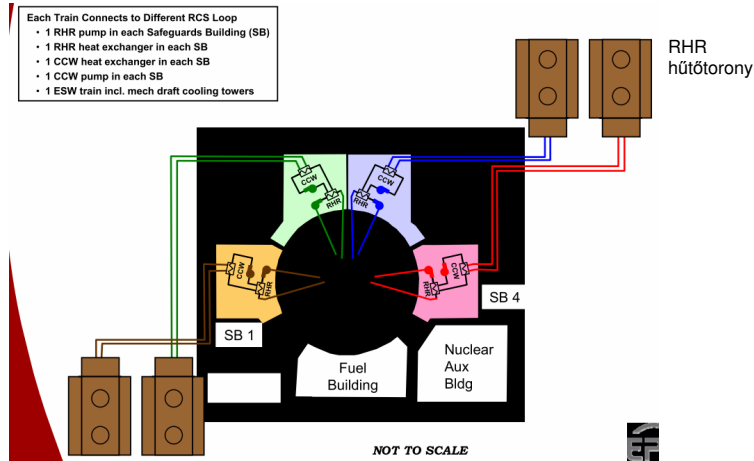 Each Train Connects to Different RCS Loop
• 1 RHR pump in each Safeguards Building (SB)
• 1 RHR heat exchanger in each SB
• 1 CCW heat exchanger in each SB
• 1 CCW pump in each SB
• 1 ESW train incl. mech draft cooling towers
RHR
hűtőtorony
CCW
RHR
CCW
RHR
CCW
RHR
CCW
RHR
SB 1
SB 4
Fuel
Building
Nuclear
Aux
Bldg
NOT TO SCALE